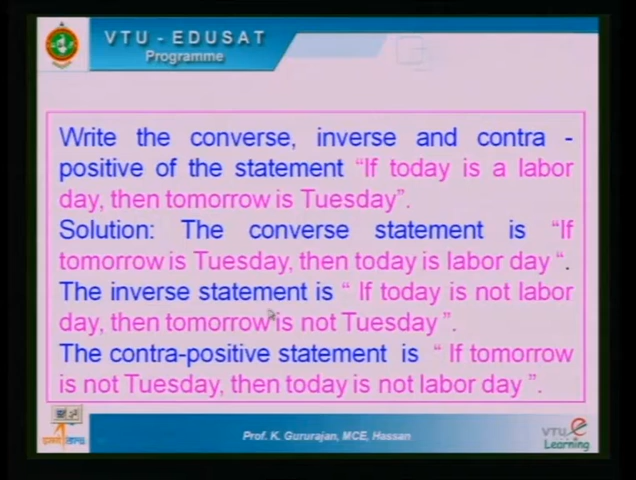 VTU - EDUSAT
Programme
Write the converse, inverse and contra -
positive of the statement “If today is a labor
day, then tomorrow is Tuesday”.
Solution: The converse statement is “If
tomorrow is Tuesday, then today is labor day “.
The inverse statement is “ If today is not labor
day, then tomorrow is not Tuesday ”.
The contra-positive statement is “ If tomorrow
is not Tuesday, then today is not labor day ”.
Prof. K. Gururajan, MCE, Hassan
VTU e
Learning